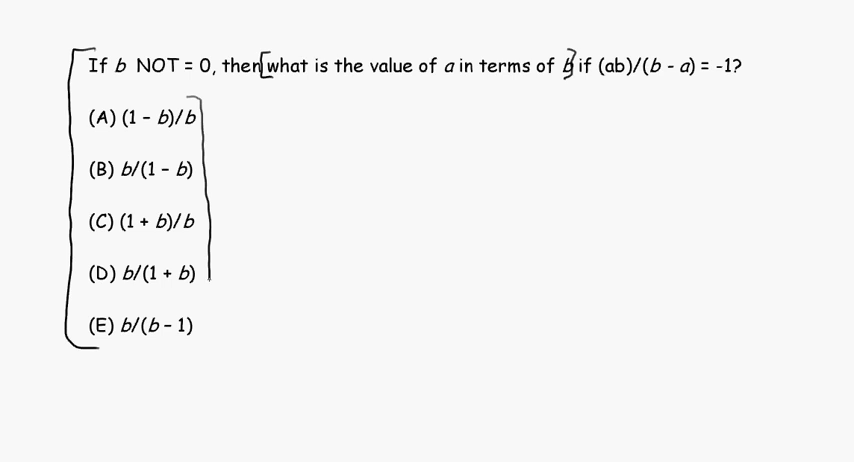 If b NOT = 0, then [what is the value of a in terms of b] if (ab)/(b - a) = -1?
(A) (1 - b)/b
(B) b/(1 - b)
(C) (1 + b)/b
(D) b/(1 + b)
(E) b/(b - 1)